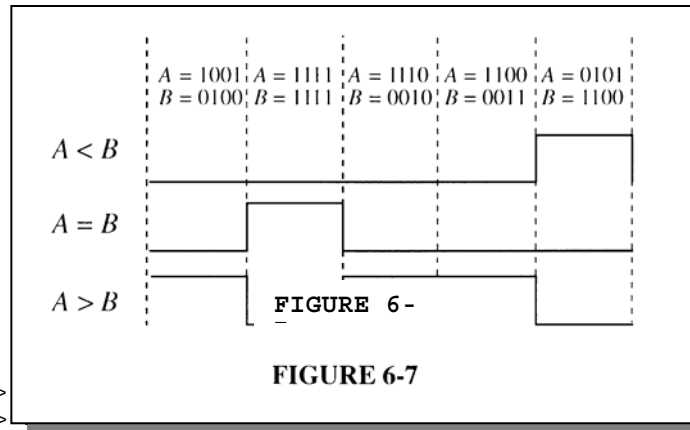 A = 1001 A = 1111 A = 1110 A = 1100 A = 0101
B = 0100 B = 1111 B = 0010 B = 0011 B = 1100
A < B
A = B
A > B
FIGURE 6-
FIGURE 6-7
>
>